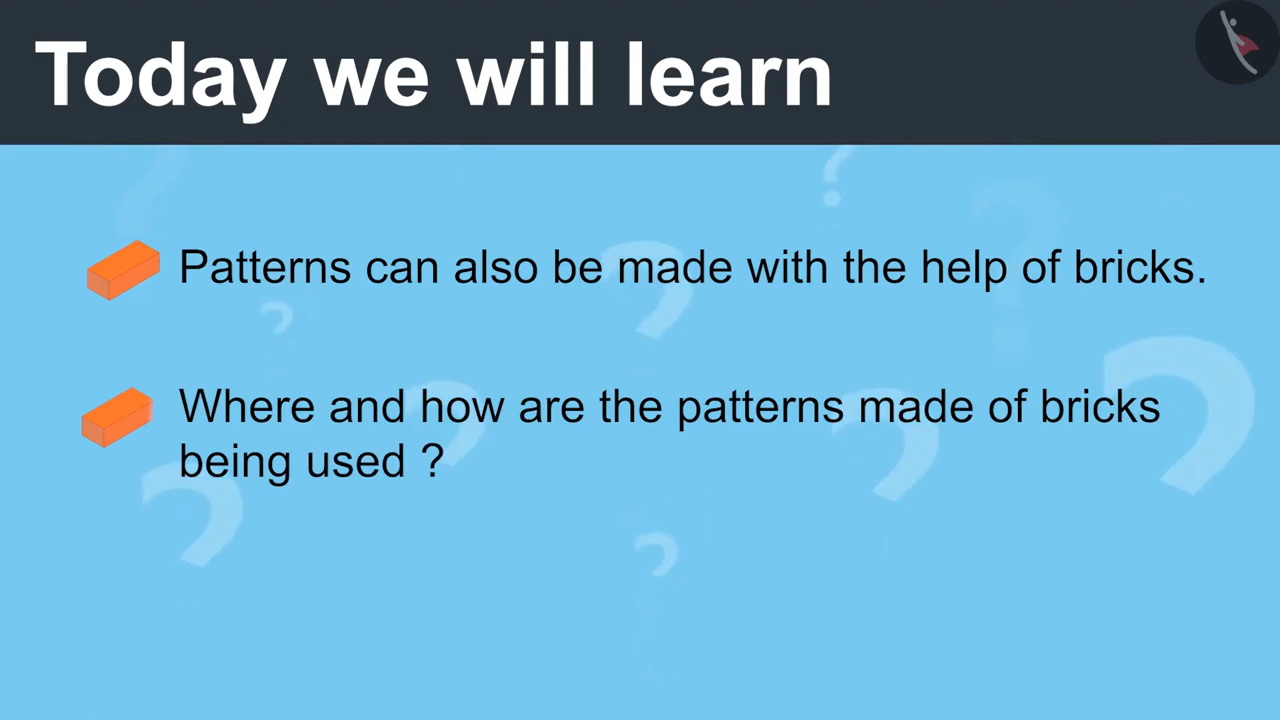 Today we will learn
Patterns can also be made with the help of bricks.
Where and how are the patterns made of bricks
being used ?